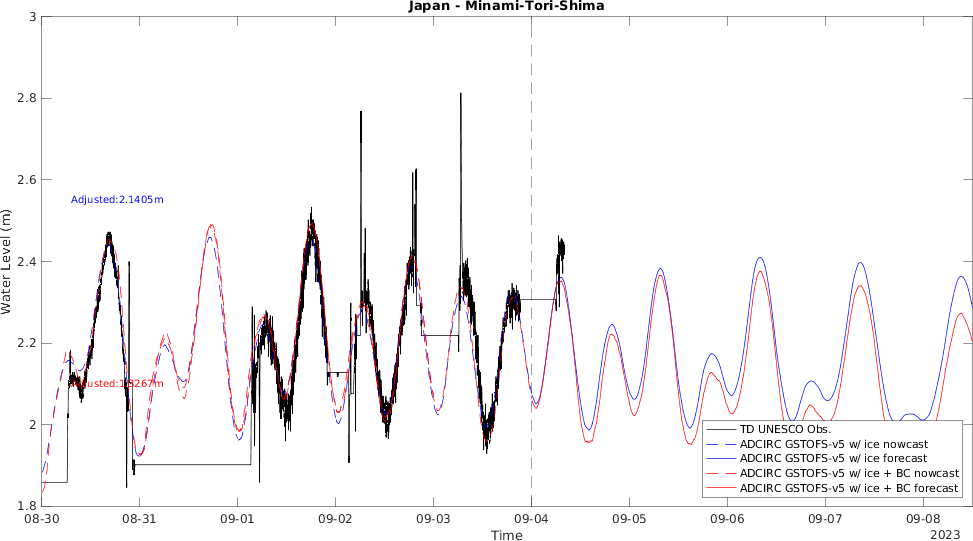 Japan - Minami-Tori-Shima
Water Level (m)
3
2.8
2.6
2.4
2.2
2
1.8
Adjusted:2.1405m
08-30
08-31
09-01
09-02
09-03
09-04
09-05
09-06
09-07
09-08
Time
2023
TD UNESCO Obs.
ADCIRC GSTOFS-v5 w/ ice nowcast
ADCIRC GSTOFS-v5 w/ ice forecast
ADCIRC GSTOFS-v5 w/ ice + BC nowcast
ADCIRC GSTOFS-v5 w/ ice + BC forecast